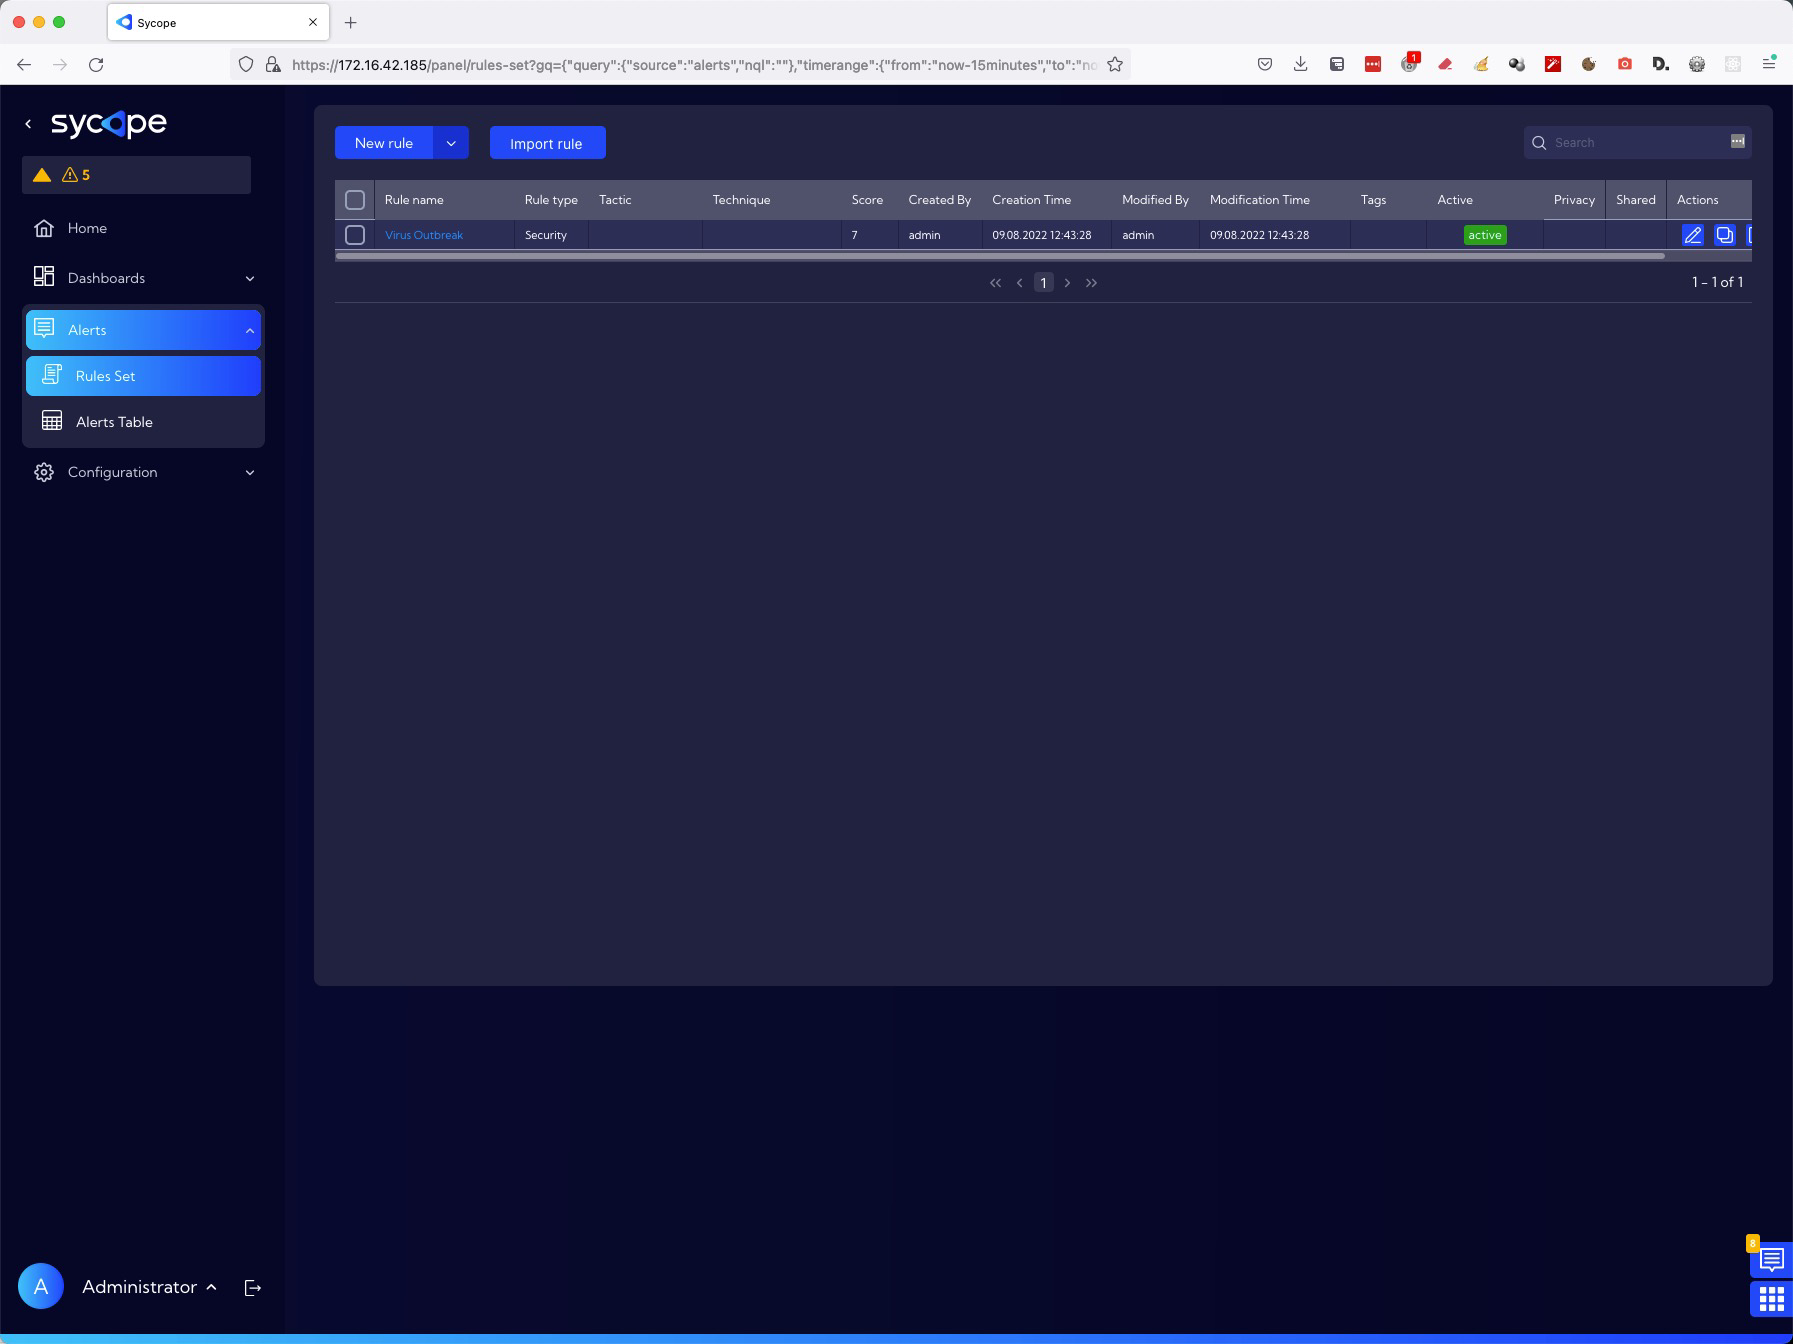 Sycope
https://172.16.42.185/panel/rules-set?gq={"query":{"source":"alerts","nql":""},"timerange":{"from":"now-15minutes","to":"no
1
D.
sycope
5
Home
Dashboards
Alerts
Rules Set
Alerts Table
Configuration
New rule
Import rule
Search
Rule name Rule type Tactic Technique Score Created By Creation Time Modified By Modification Time Tags Active Privacy Shared Actions
Virus Outbreak Security 7 admin 09.08.2022 12:43:28 admin 09.08.2022 12:43:28 active
1
1 - 1 of 1
8
A
Administrator